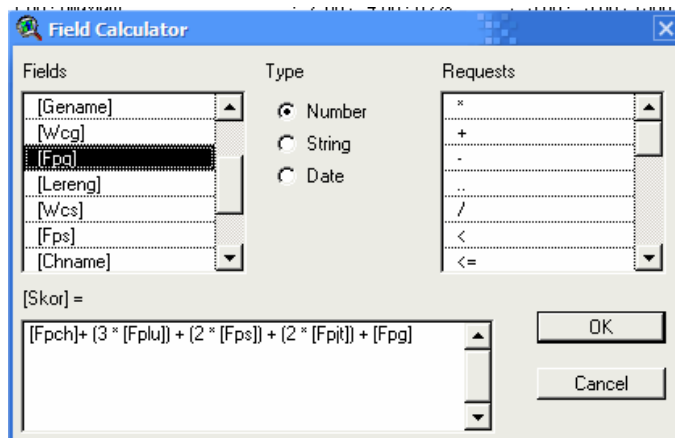 Field Calculator
Fields
Type
Requests
[Gename]
[Wcg]
[Fpg]
[Lereng]
[Wcs]
[Fps]
[Chname]
Number
String
Date
*
+
-
..
/
<
<=
[Skor] =
[Fpch]+ (3 * [Fplu]) + (2 * [Fps]) + (2 * [Fpjt]) + [Fpg]
OK
Cancel